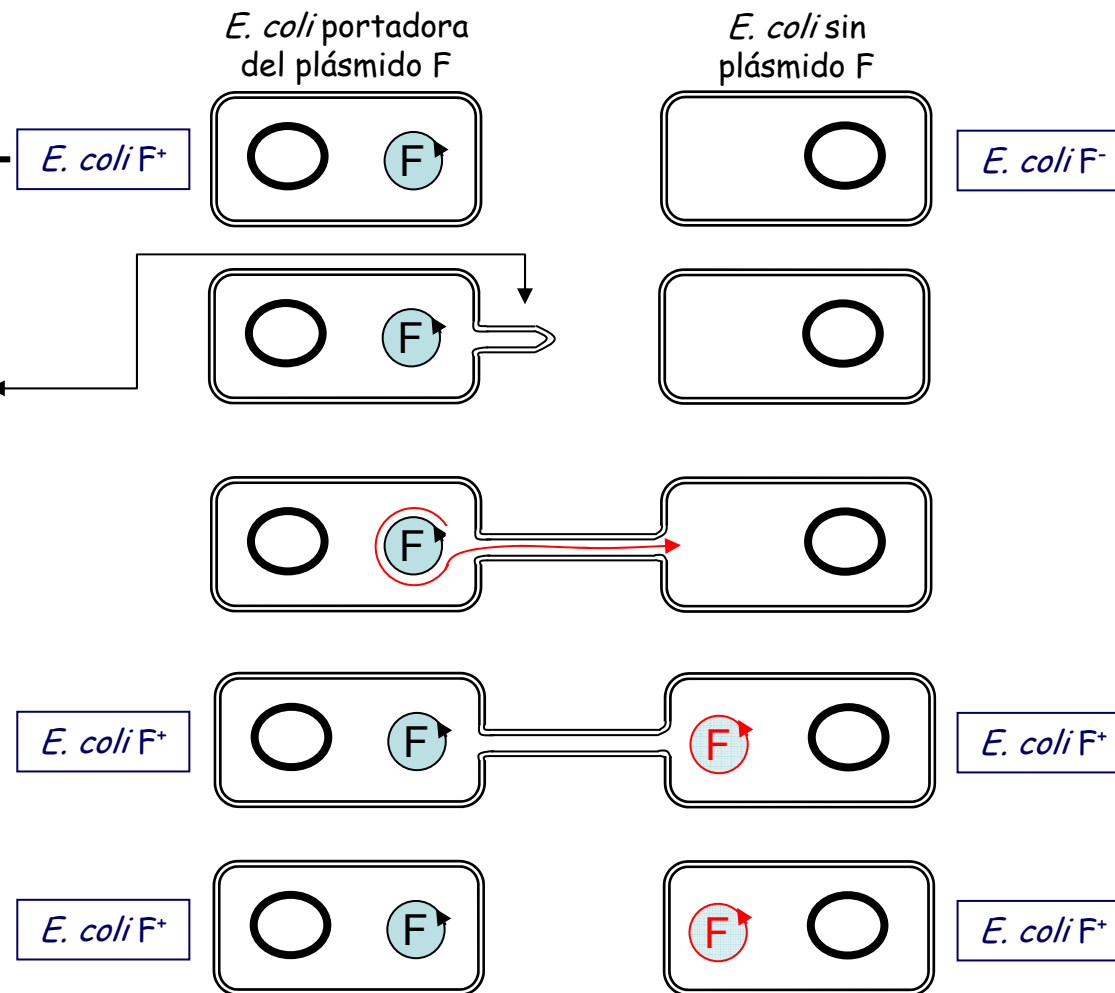 E. coli portadora
del plásmido F
E. coli sin
plásmido F
E. coli F⁺
F
E. coli F⁻
F
F
E. coli F⁺
F
F
E. coli F⁺
E. coli F⁺
F
F
E. coli F⁺